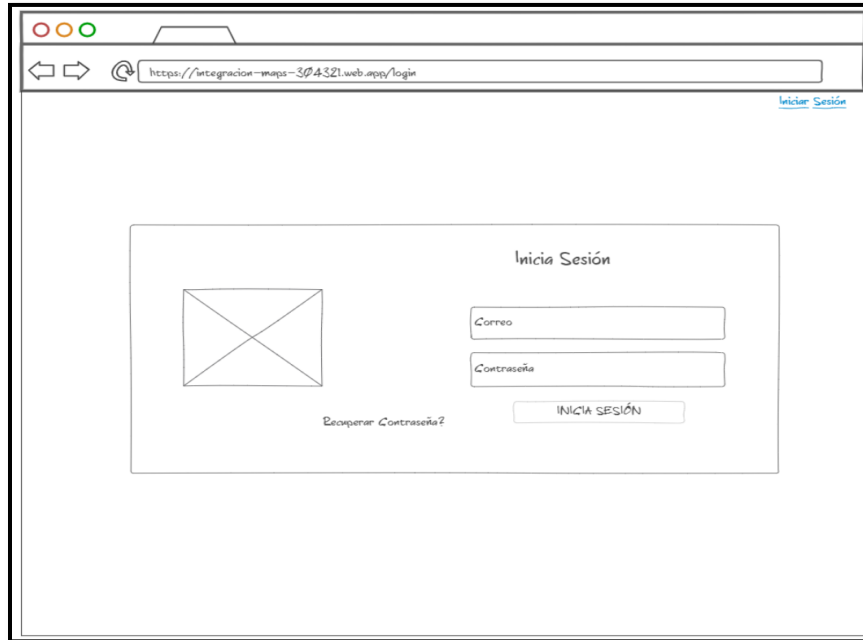 https://integracion-maps-304321.web.app/login
Iniciar Sesión
Inicia Sesión
Correo
Contraseña
INICIA SESIÓN
Recuperar Contraseña?